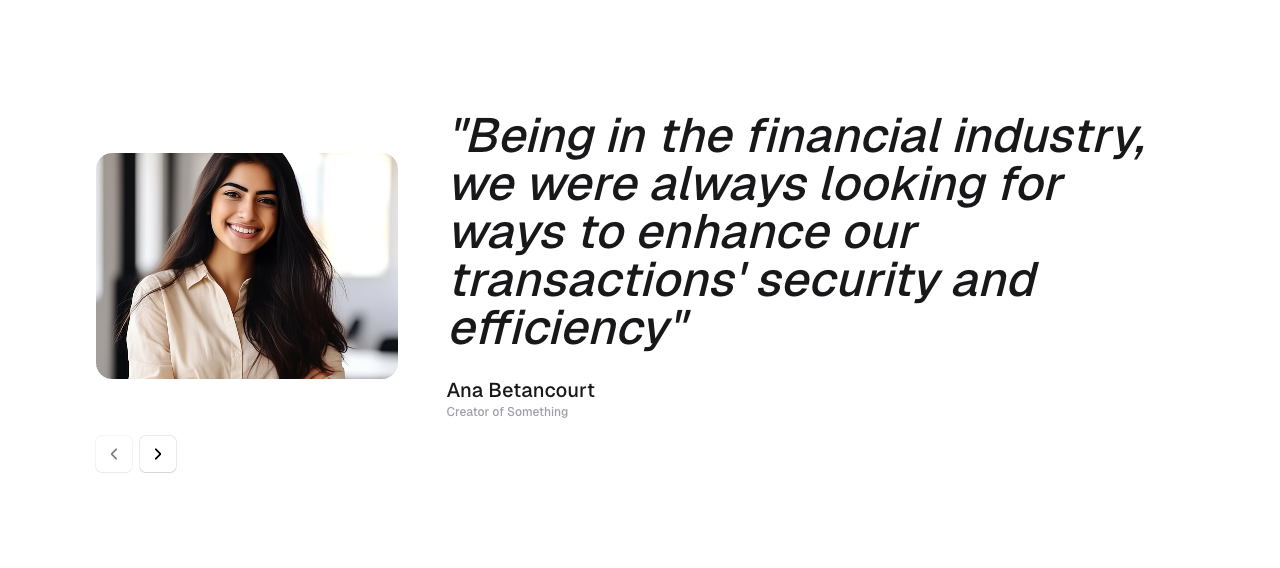 "Being in the financial industry,
we were always looking for
ways to enhance our
transactions' security and
efficiency"
Ana Betancourt
Creator of Something